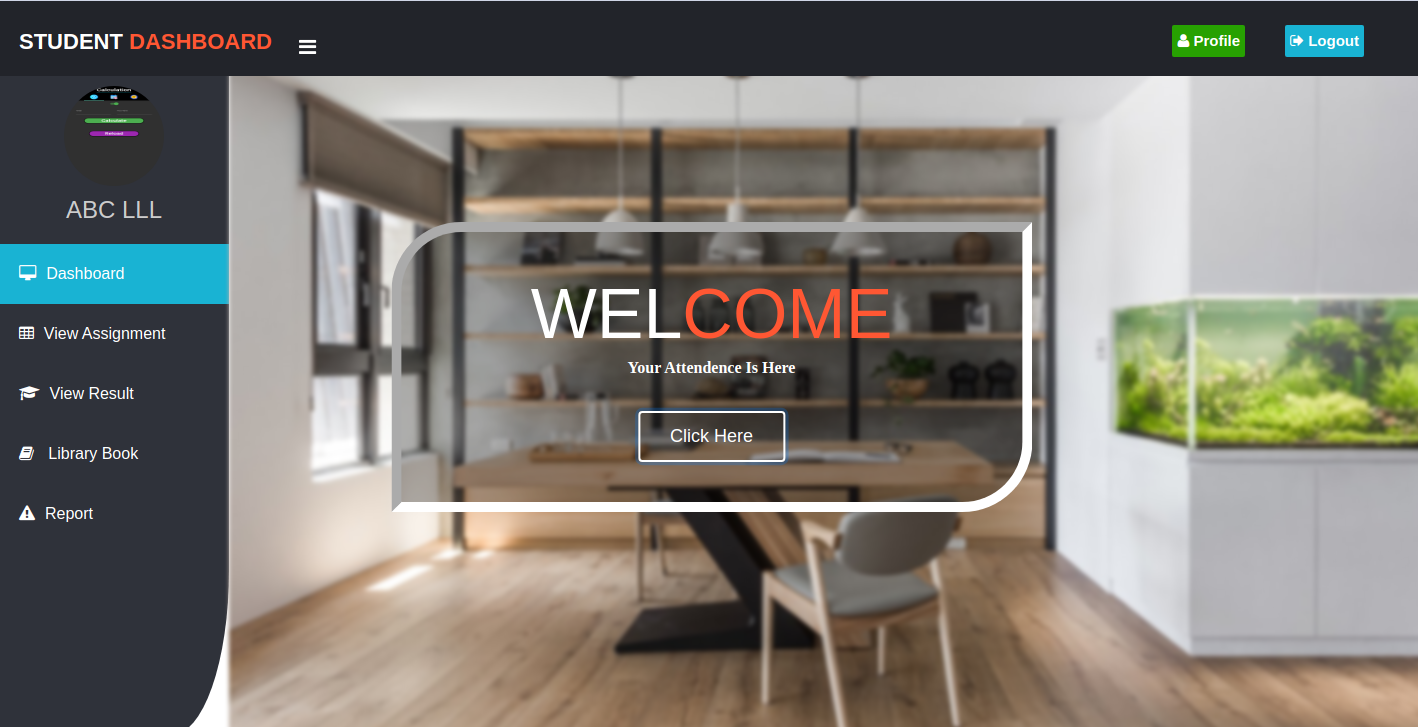 STUDENT DASHBOARD
Profile
Logout
Calculation
Calculate
Reload
ABC LLL
Dashboard
View Assignment
View Result
Library Book
Report
WELCOME
Your Attendence Is Here
Click Here